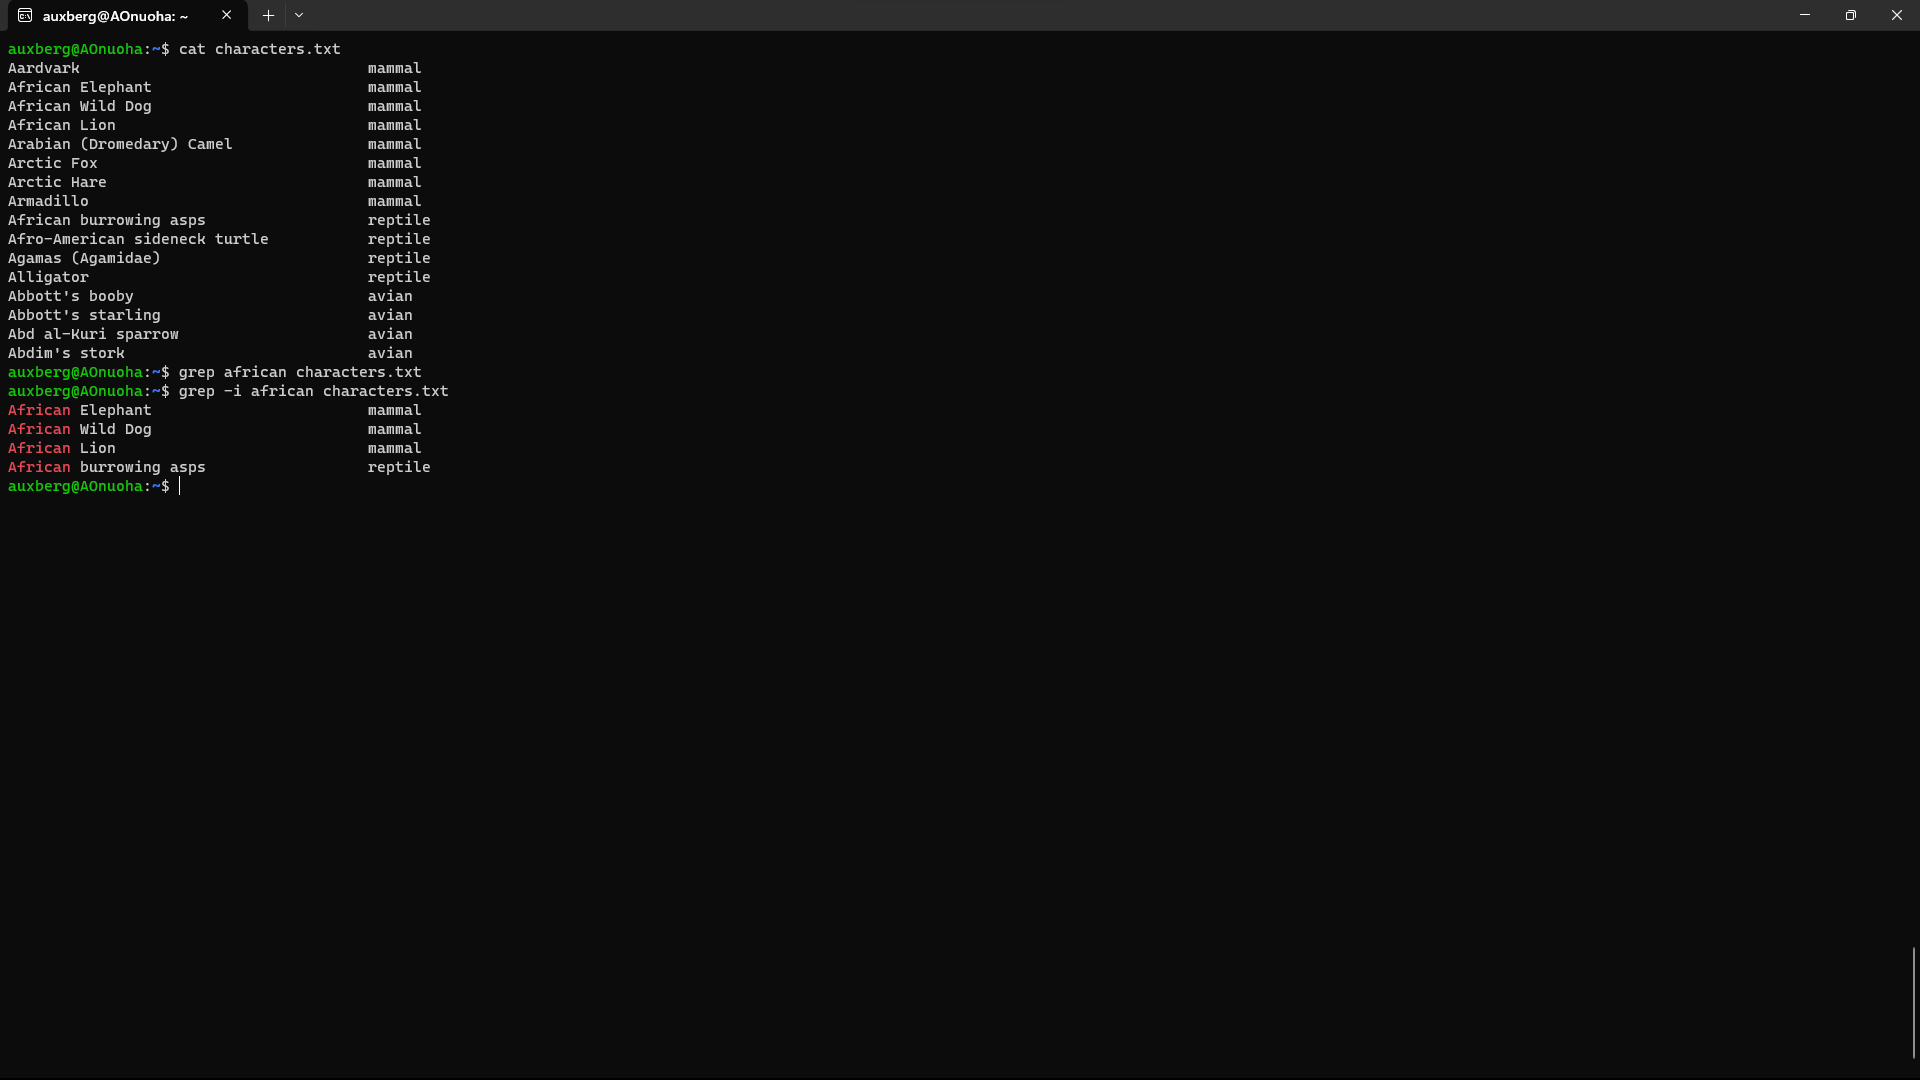 auxberg@AOnuoha: ~
auxberg@AOnuoha:~$ cat characters.txt
Aardvark mammal
African Elephant mammal
African Wild Dog mammal
African Lion mammal
Arabian (Dromedary) Camel mammal
Arctic Fox mammal
Arctic Hare mammal
Armadillo mammal
African burrowing asps reptile
Afro-American sideneck turtle reptile
Agamas (Agamidae) reptile
Alligator reptile
Abbott's booby avian
Abbott's starling avian
Abd al-Kuri sparrow avian
Abdim's stork avian
auxberg@AOnuoha:~$ grep african characters.txt
auxberg@AOnuoha:~$ grep -i african characters.txt
African Elephant mammal
African Wild Dog mammal
African Lion mammal
African burrowing asps reptile
auxberg@AOnuoha:~$